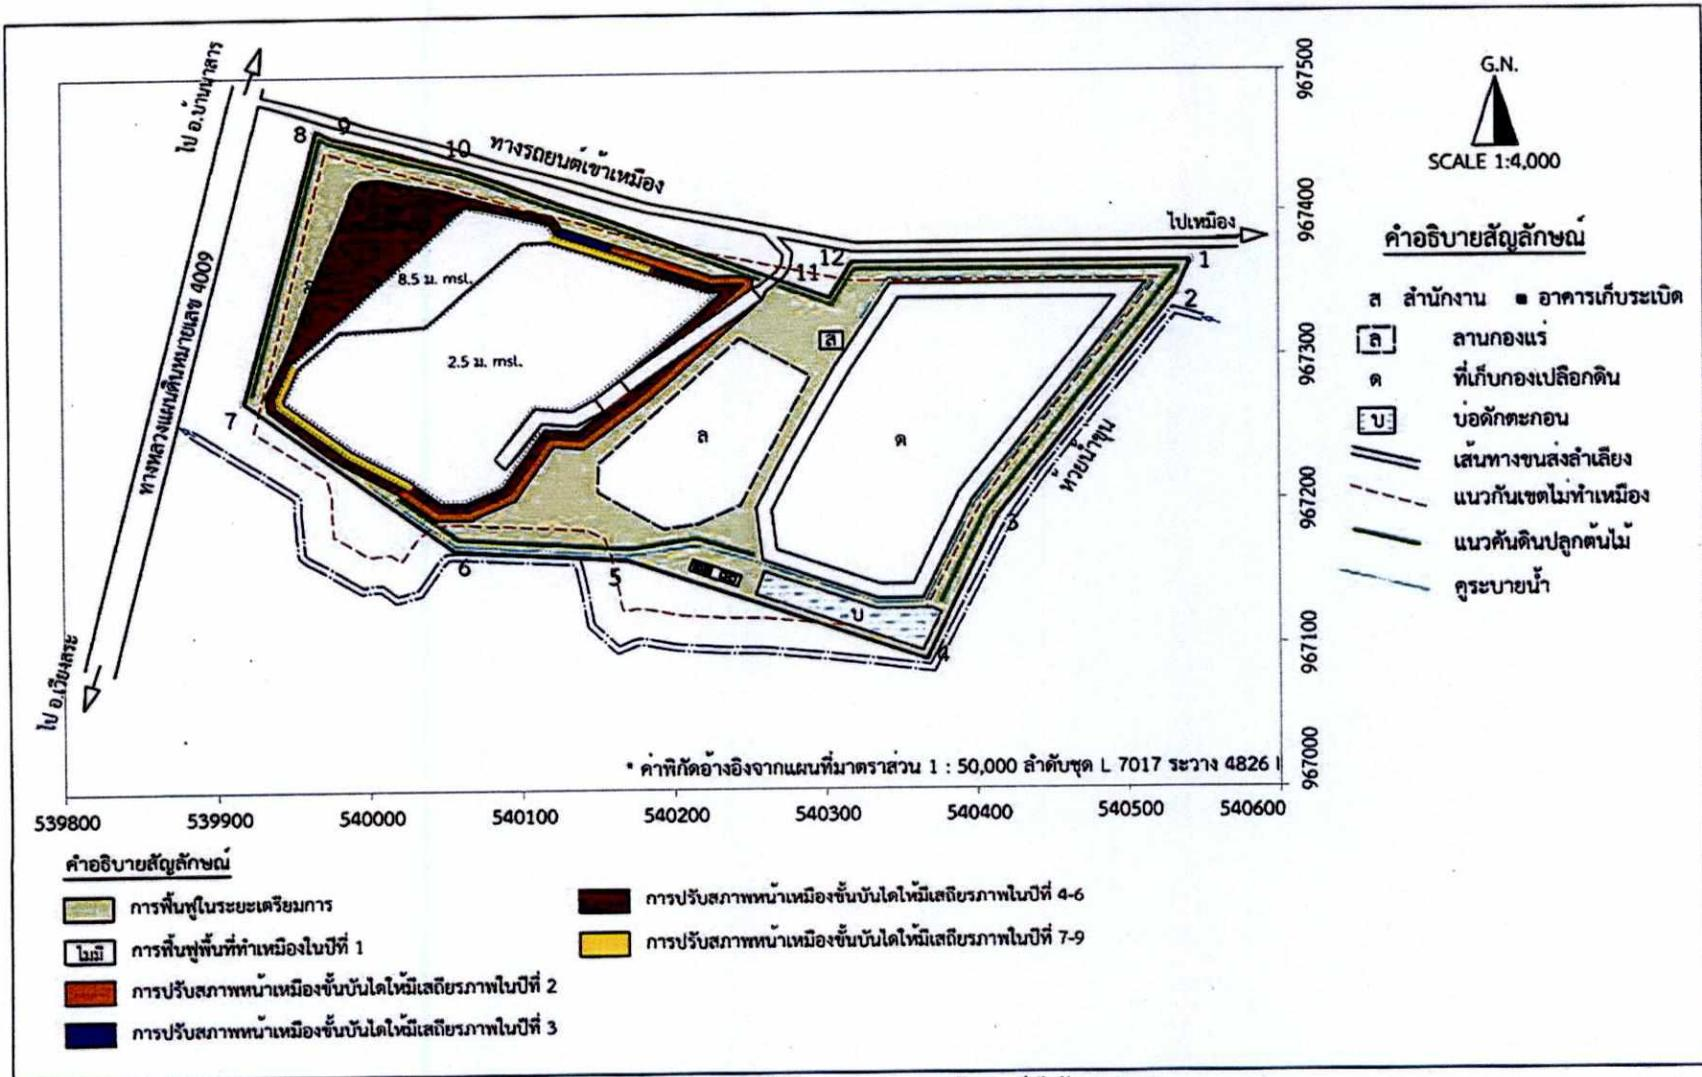 G.N.
SCALE 1:4,000
ไป อ.บ้านนาสาร
ทางรถยนต์เข้าเหมือง
ไปเหมือง
ทางหลวงแผ่นดินหมายเลข 4009
ไป อ.เวียงสระ
ห้วยน้ำขุ่น
8
9
10
11
12
1
2
3
4
5
6
7
8.5 ม. msl.
2.5 ม. msl.
ส
ล
ด
บ
967500
967400
967300
967200
967100
967000
* ค่าพิกัดอ้างอิงจากแผนที่มาตราส่วน 1 : 50,000 ลำดับชุด L 7017 ระวาง 4826 I
539800 539900 540000 540100 540200 540300 540400 540500 540600
คำอธิบายสัญลักษณ์
ส สำนักงาน ■ อาคารเก็บระเบิด
ล ลานกองแร่
ด ที่เก็บกองเปลือกดิน
บ บ่อดักตะกอน
เส้นทางขนส่งลำเลียง
แนวกันเขตไม่ทำเหมือง
แนวคันดินปลูกต้นไม้
คูระบายน้ำ
คำอธิบายสัญลักษณ์
การฟื้นฟูในระยะเตรียมการ
ไม่มี การฟื้นฟูพื้นที่ทำเหมืองในปีที่ 1
การปรับสภาพหน้าเหมืองขั้นบันไดให้มีเสถียรภาพในปีที่ 2
การปรับสภาพหน้าเหมืองขั้นบันไดให้มีเสถียรภาพในปีที่ 3
การปรับสภาพหน้าเหมืองขั้นบันไดให้มีเสถียรภาพในปีที่ 4-6
การปรับสภาพหน้าเหมืองขั้นบันไดให้มีเสถียรภาพในปีที่ 7-9